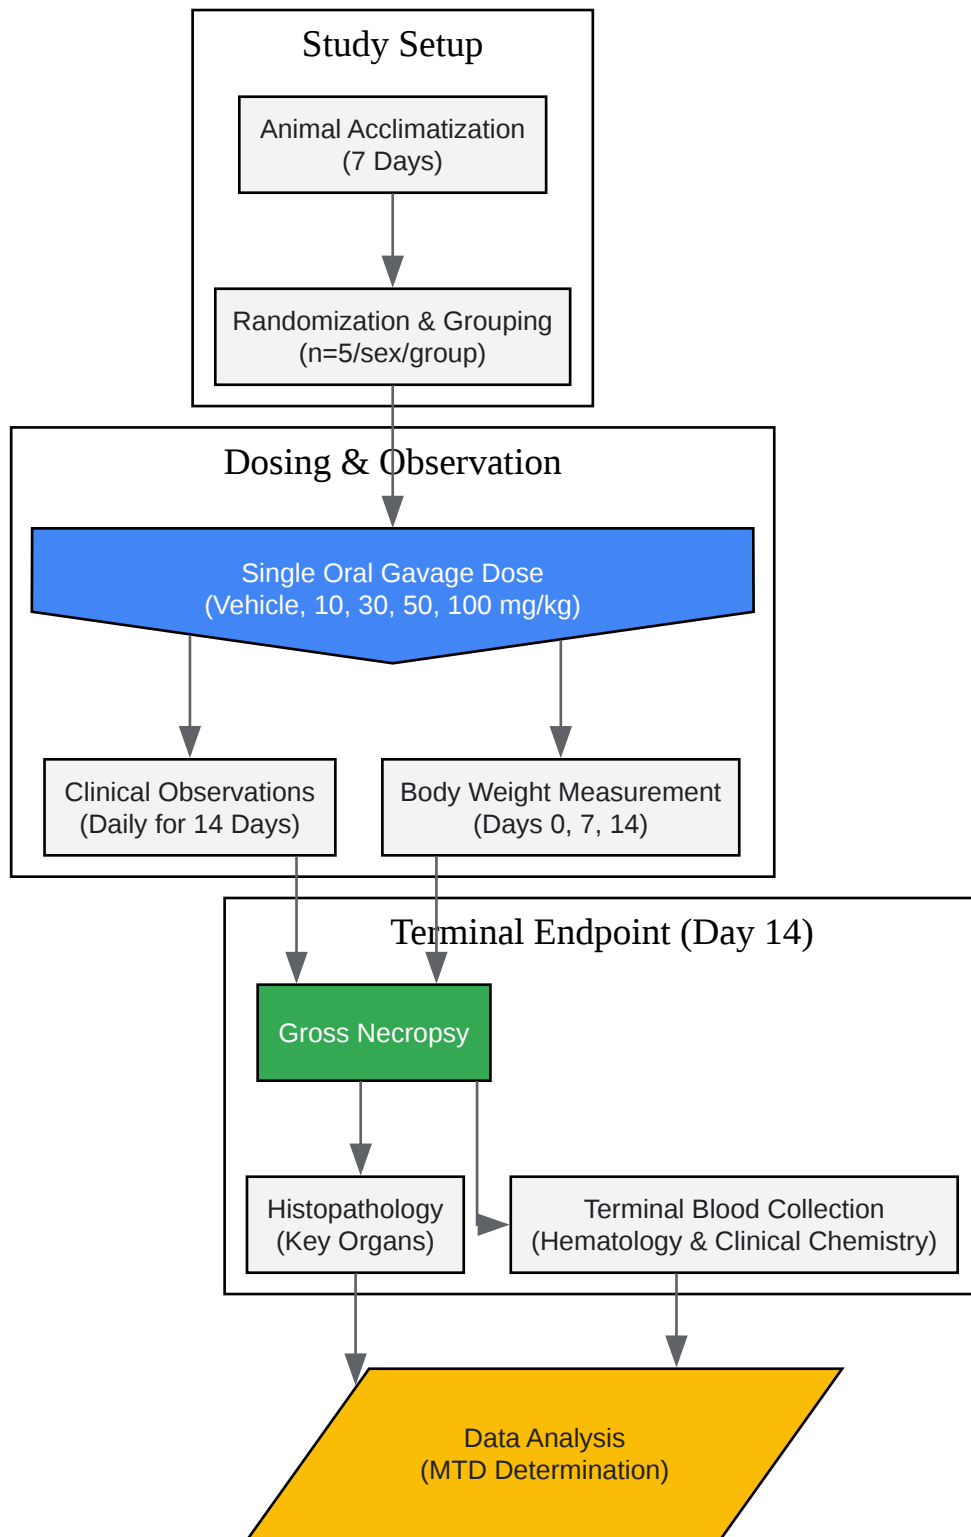 Study Setup
Animal Acclimatization
(7 Days)
Randomization & Grouping
(n=5/sex/group)
Dosing & Observation
Single Oral Gavage Dose
(Vehicle, 10, 30, 50, 100 mg/kg)
Clinical Observations
(Daily for 14 Days)
Body Weight Measurement
(Days 0, 7, 14)
Terminal Endpoint (Day 14)
Gross Necropsy
Histopathology
(Key Organs)
Terminal Blood Collection
(Hematology & Clinical Chemistry)
Data Analysis
(MTD Determination)